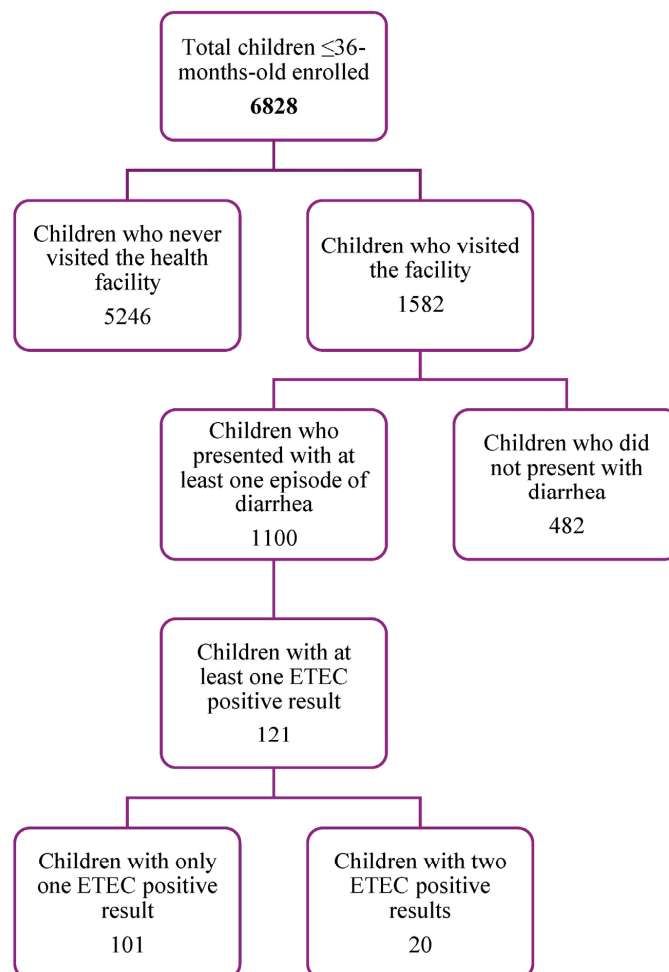 Total children ≤36-
months-old enrolled
6828
Children who never
visited the health
facility
5246
Children who visited
the facility
1582
Children who
presented with at
least one episode of
diarrhea
1100
Children who did
not present with
diarrhea
482
Children with at
least one ETEC
positive result
121
Children with only
one ETEC positive
result
101
Children with two
ETEC positive
results
20